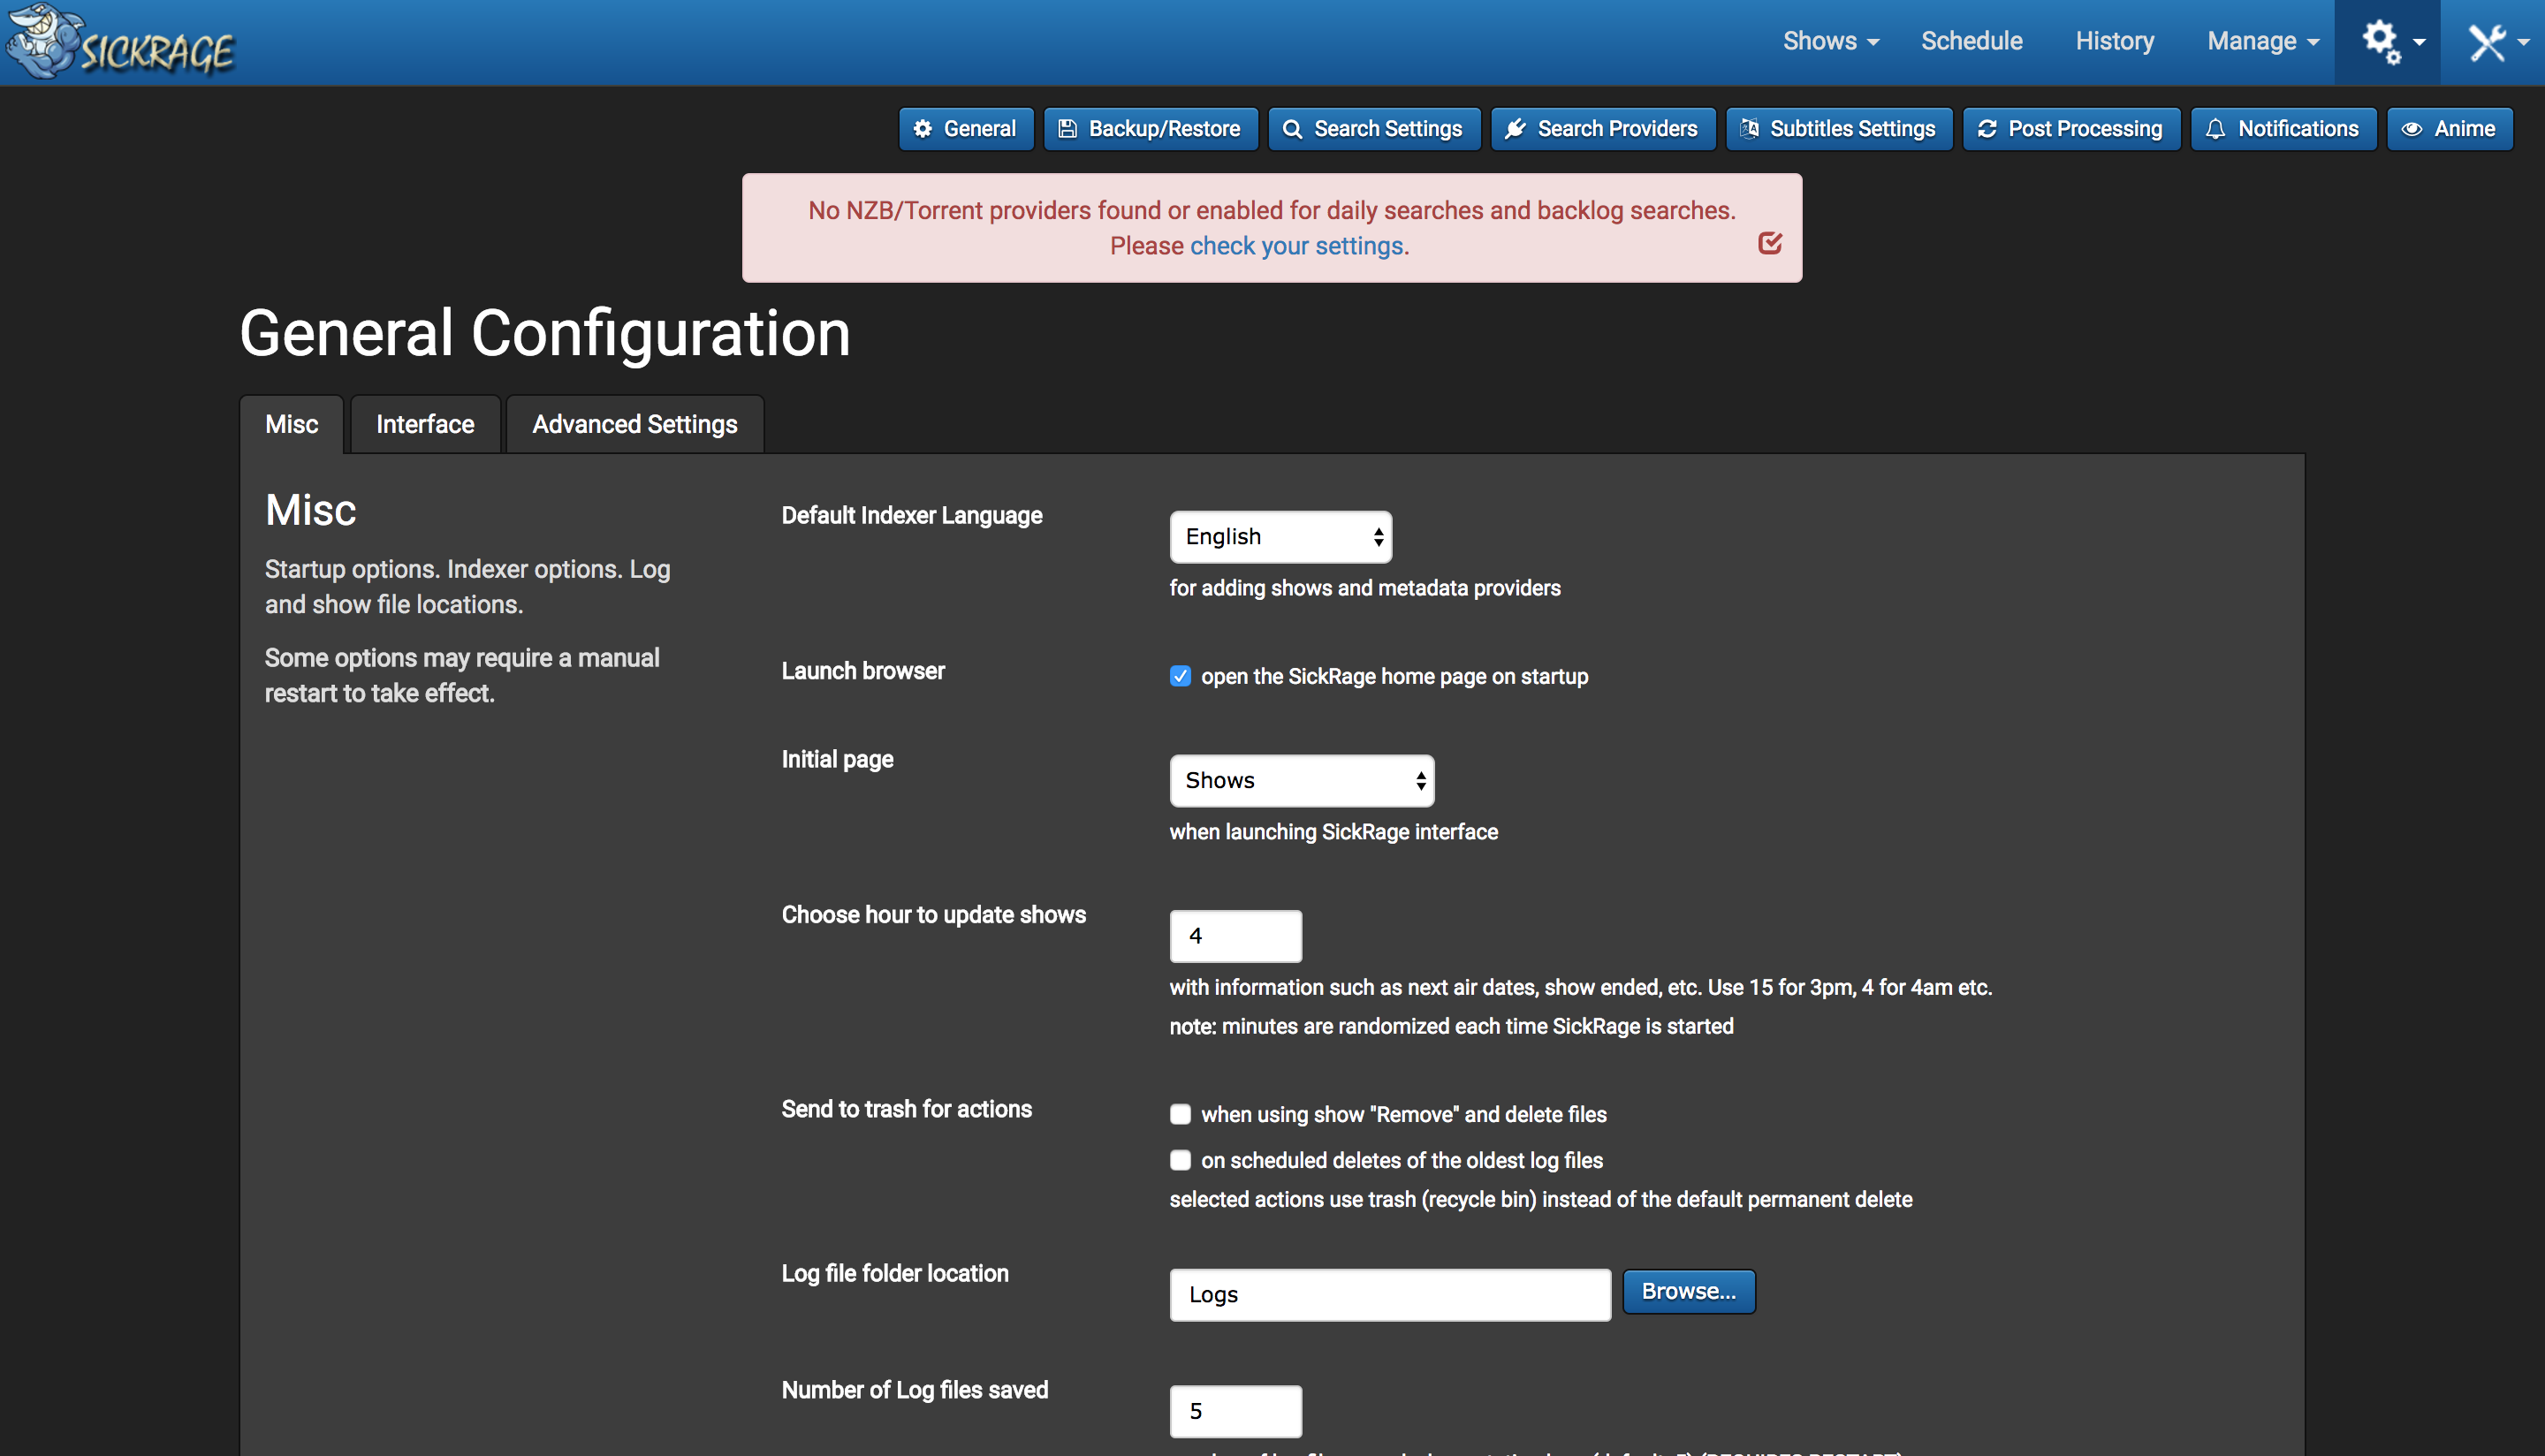 SICKRAGE
Shows
Schedule
History
Manage
General
Backup/Restore
Search Settings
Search Providers
Subtitles Settings
Post Processing
Notifications
Anime
No NZB/Torrent providers found or enabled for daily searches and backlog searches.
Please check your settings.
General Configuration
Misc
Interface
Advanced Settings
Misc
Startup options. Indexer options. Log
and show file locations.
Some options may require a manual
restart to take effect.
Default Indexer Language
English
for adding shows and metadata providers
Launch browser
open the SickRage home page on startup
Initial page
Shows
when launching SickRage interface
Choose hour to update shows
4
with information such as next air dates, show ended, etc. Use 15 for 3pm, 4 for 4am etc.
note: minutes are randomized each time SickRage is started
Send to trash for actions
when using show "Remove" and delete files
on scheduled deletes of the oldest log files
selected actions use trash (recycle bin) instead of the default permanent delete
Log file folder location
Logs
Browse...
Number of Log files saved
5